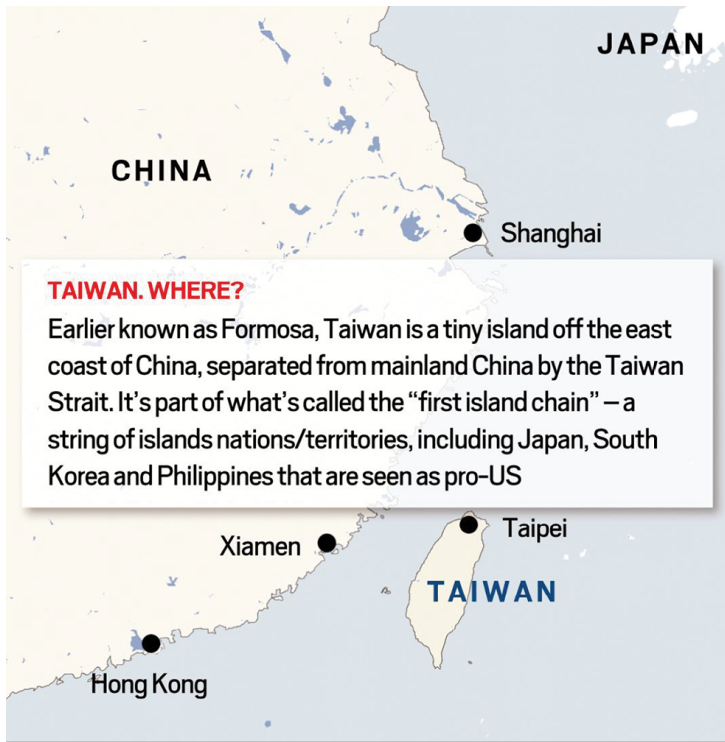 JAPAN
CHINA
Shanghai
TAIWAN. WHERE?
Earlier known as Formosa, Taiwan is a tiny island off the east
coast of China, separated from mainland China by the Taiwan
Strait. It's part of what's called the “first island chain” – a
string of islands nations/territories, including Japan, South
Korea and Philippines that are seen as pro-US
Taipei
Xiamen
TAIWAN
Hong Kong